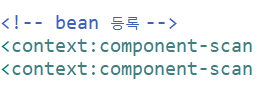 <!-- bean 등록 -->
<context:component-scan
<context:component-scan